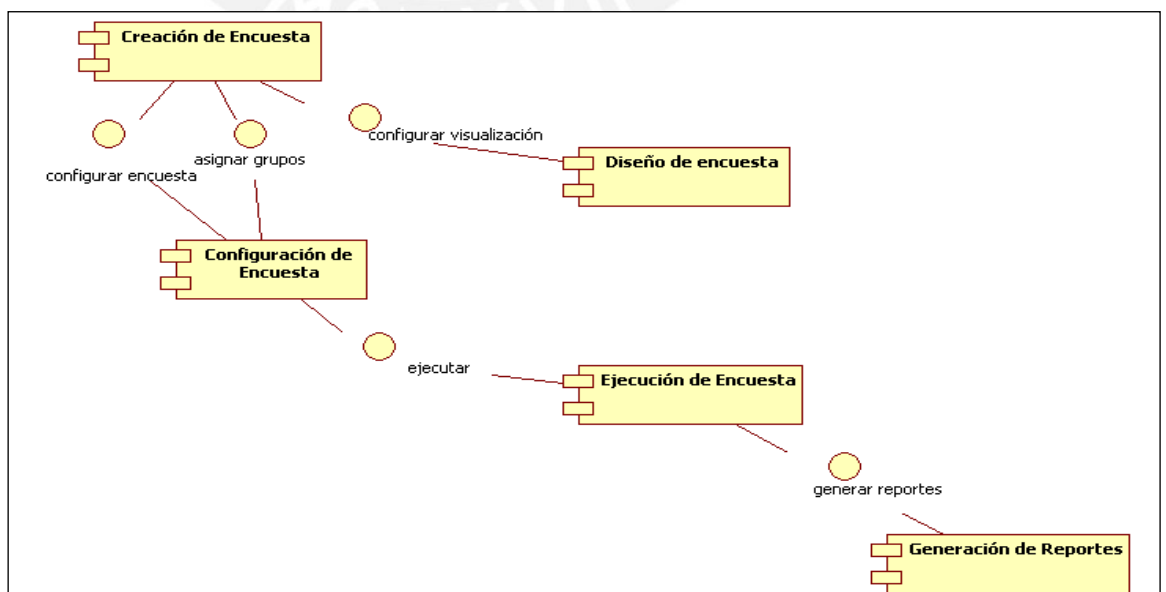 Creación de Encuesta
configurar visualización
asignar grupos
configurar encuesta
Diseño de encuesta
Configuración de
Encuesta
ejecutar
Ejecución de Encuesta
generar reportes
Generación de Reportes